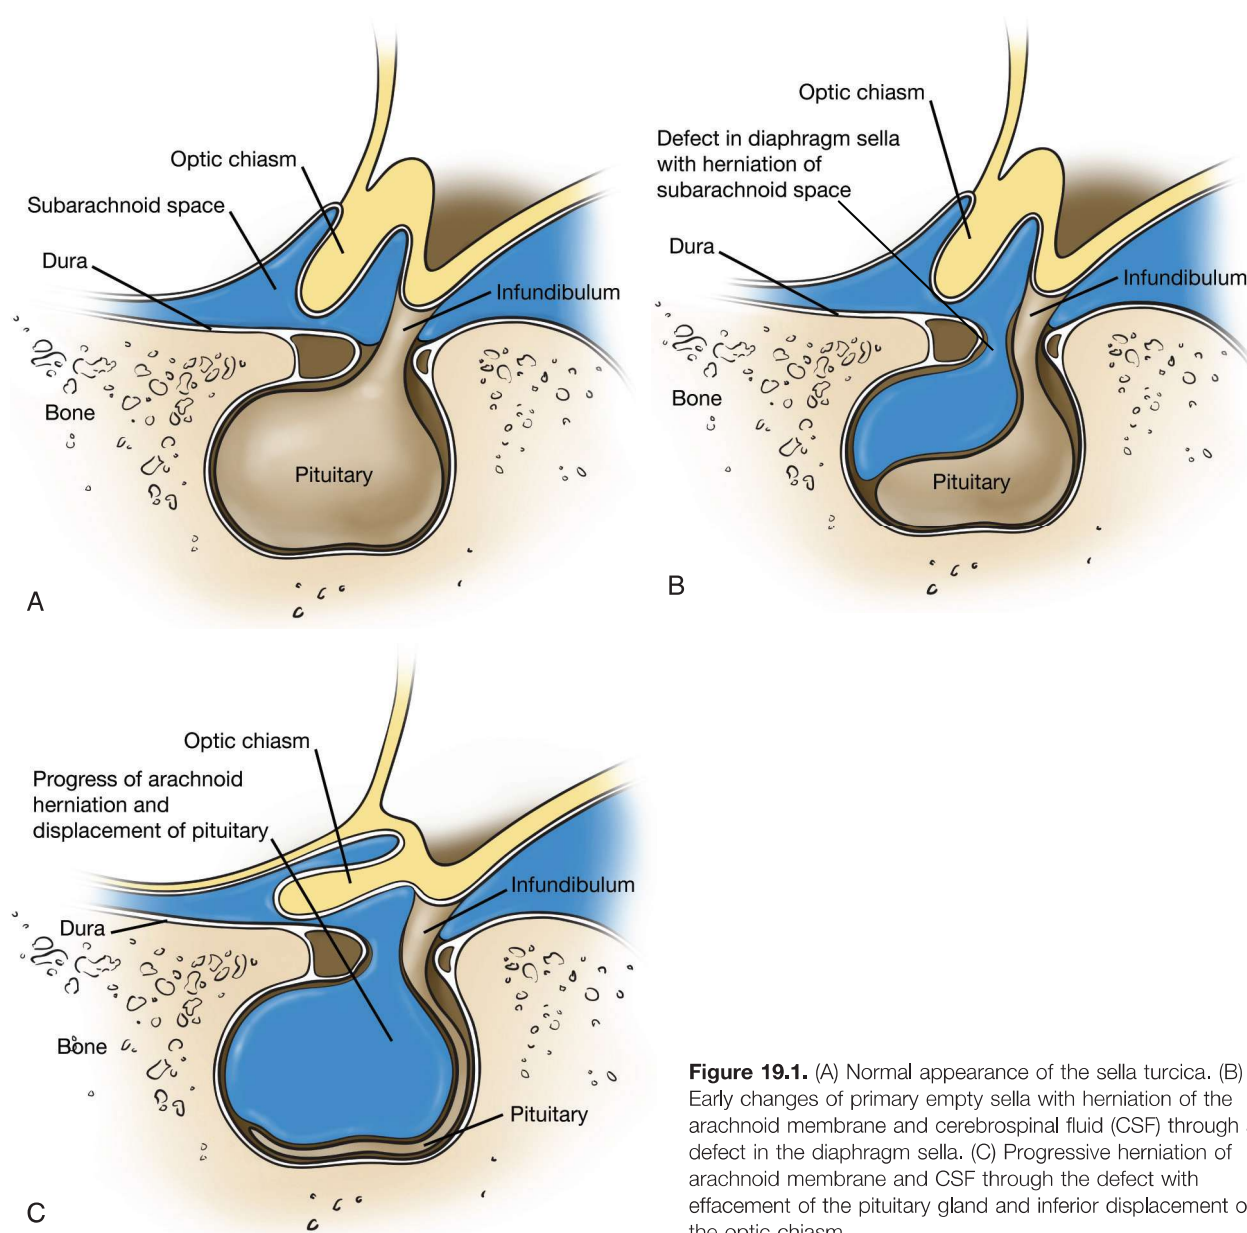 Optic chiasm
Subarachnoid space
Dura
Infundibulum
Bone
Pituitary
A
Optic chiasm
Defect in diaphragm sella
with herniation of
subarachnoid space
Dura
Infundibulum
Bone
Pituitary
B
Optic chiasm
Progress of arachnoid
herniation and
displacement of pituitary
Infundibulum
Dura
Bone
Pituitary
C
Figure 19.1. (A) Normal appearance of the sella turcica. (B)
Early changes of primary empty sella with herniation of the
arachnoid membrane and cerebrospinal fluid (CSF) through
defect in the diaphragm sella. (C) Progressive herniation of
arachnoid membrane and CSF through the defect with
effacement of the pituitary gland and inferior displacement o
the optic chiasm